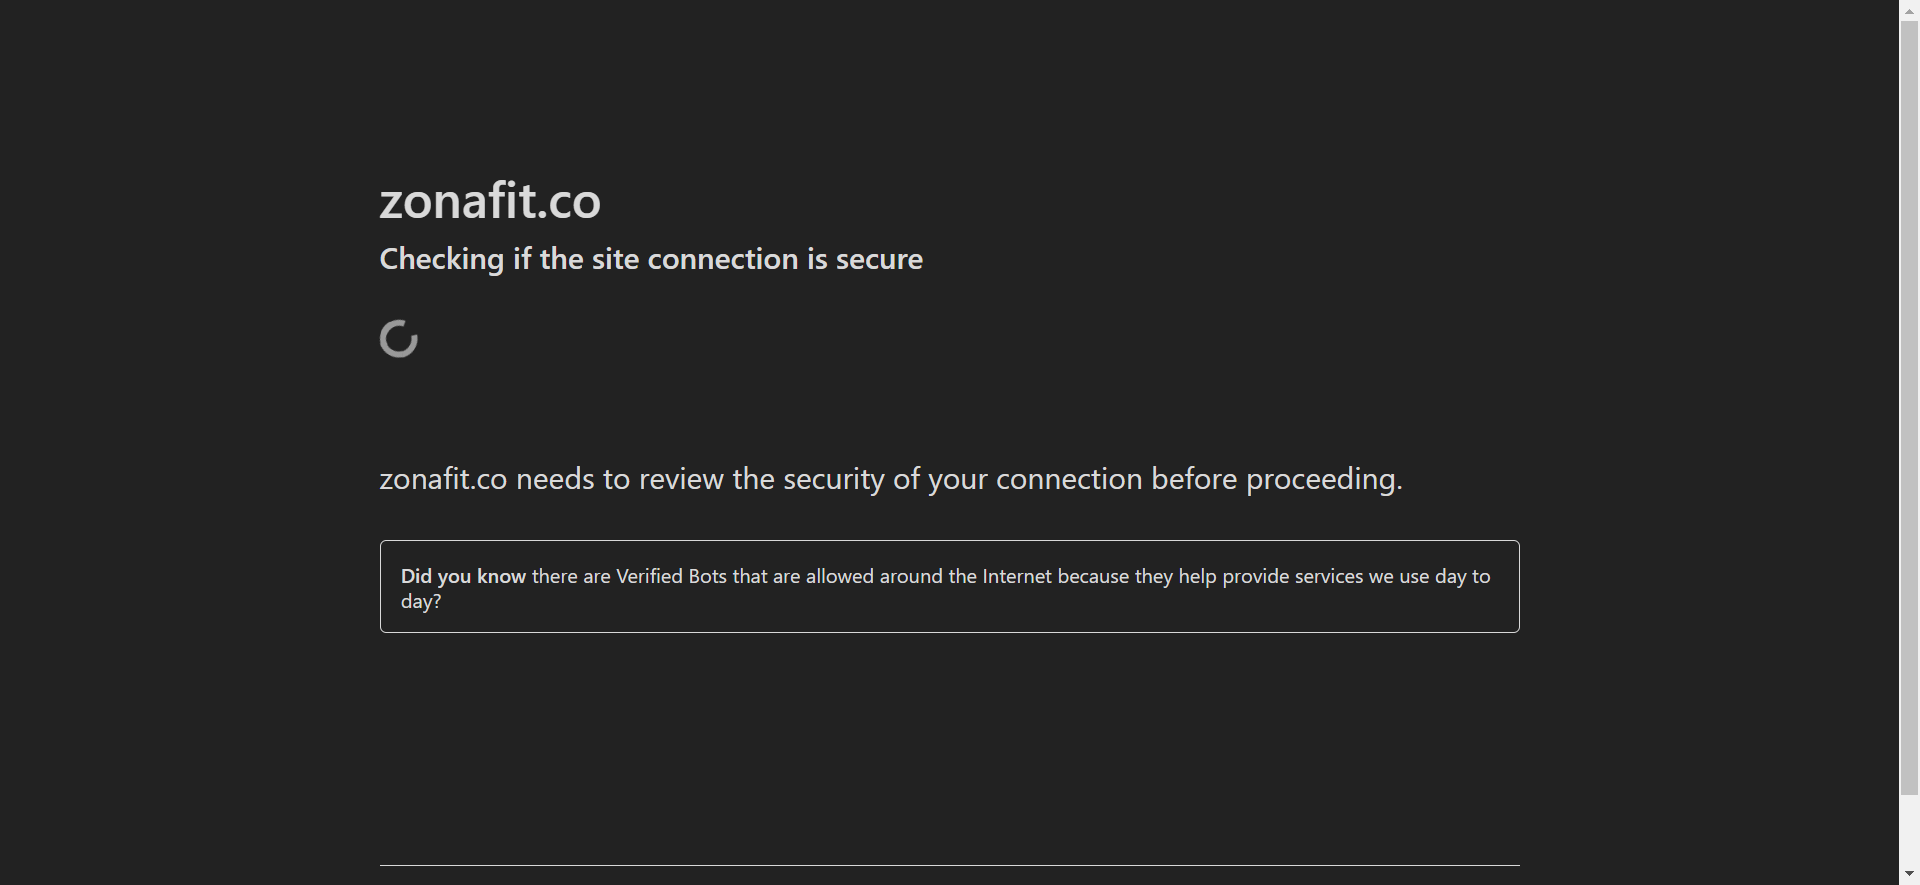 zonafit.co
Checking if the site connection is secure
zonafit.co needs to review the security of your connection before proceeding.
Did you know there are Verified Bots that are allowed around the Internet because they help provide services we use day to
day?